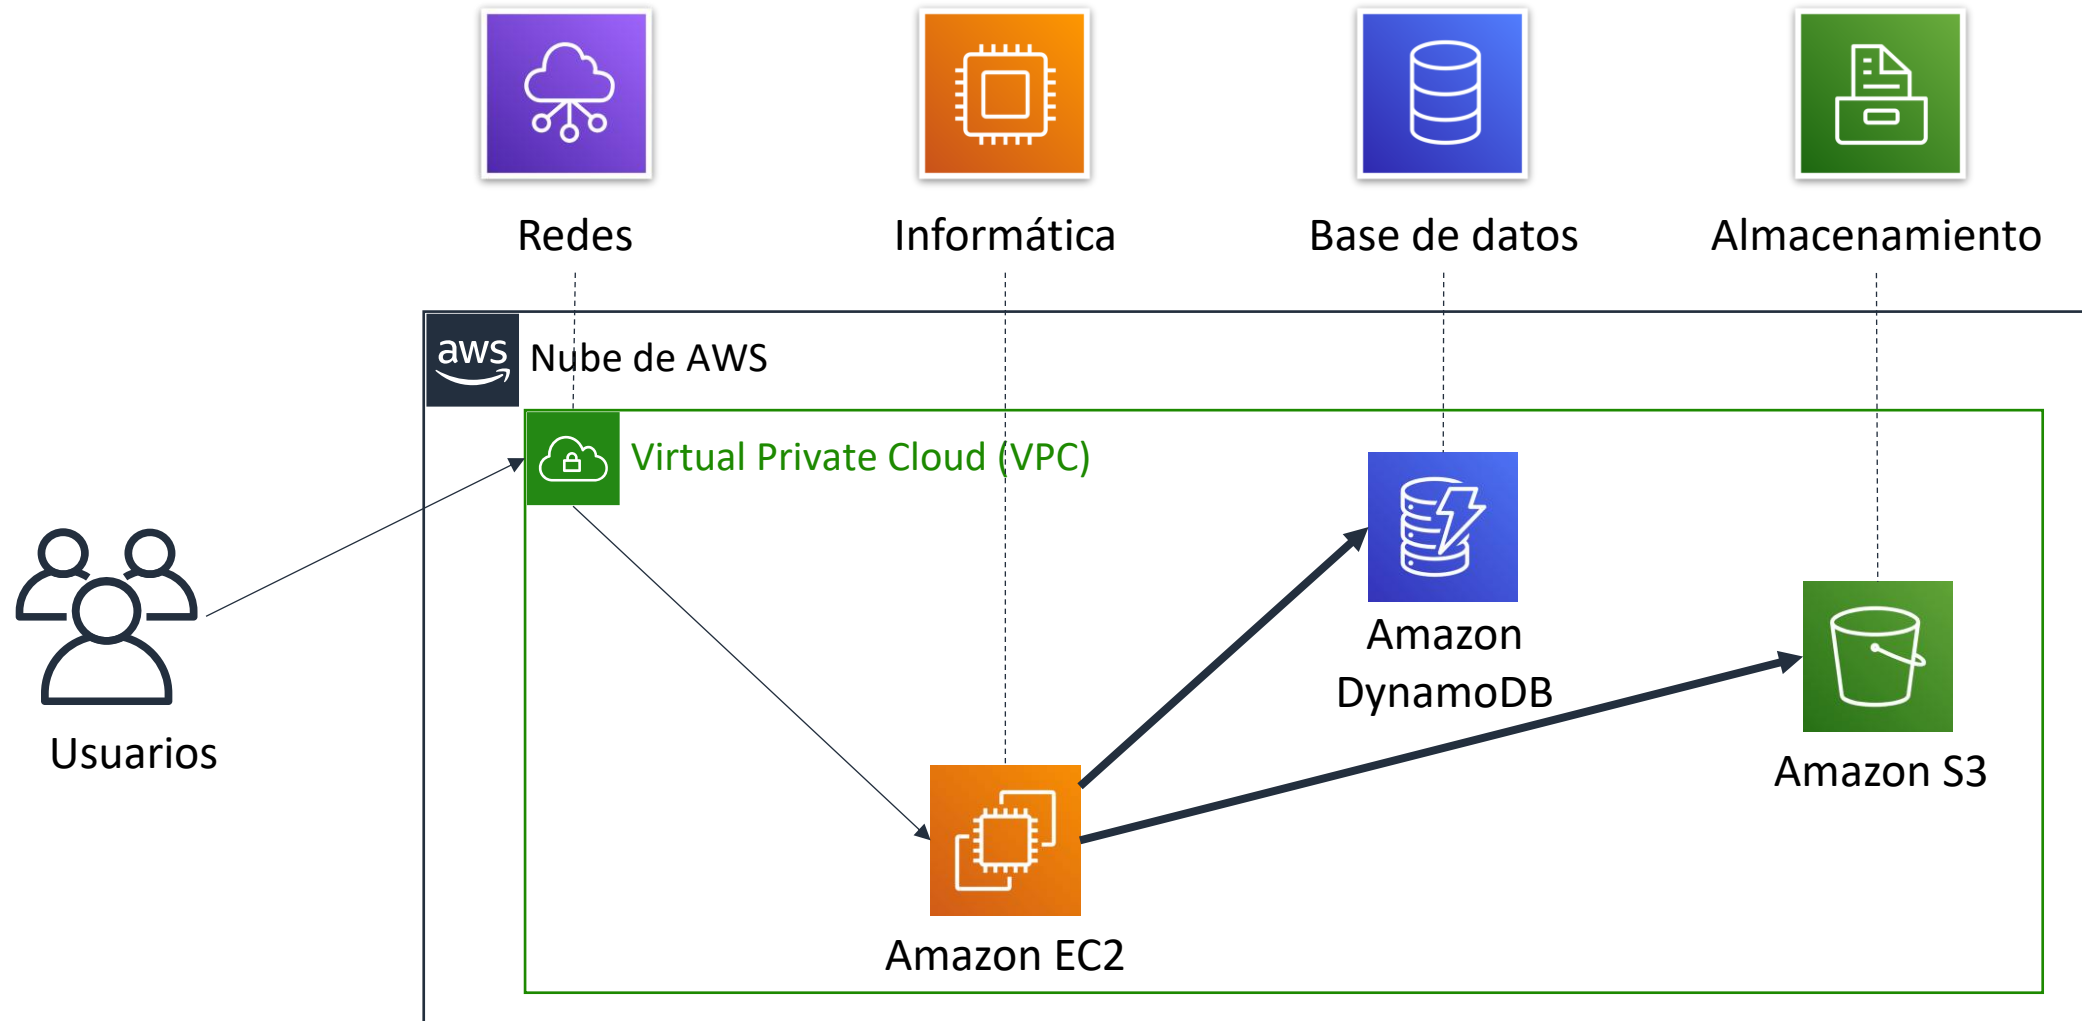 Redes
Informática
Base de datos
Almacenamiento
aws
Nube de AWS
Virtual Private Cloud (VPC)
Amazon
DynamoDB
Usuarios
Amazon S3
Amazon EC2